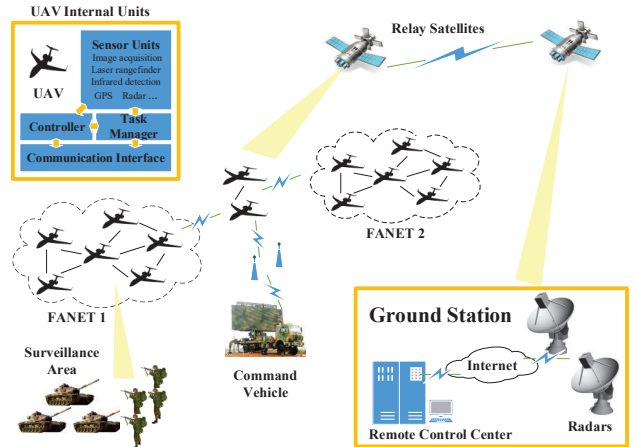 UAV Internal Units
Sensor Units
Image acquisition
Laser rangefinder
Infrared detection
GPS Radar ...
UAV
Controller
Task
Manager
Communication Interface
Relay Satellites
FANET 2
FANET 1
Surveillance
Area
Command
Vehicle
Ground Station
Internet
Remote Control Center
Radars